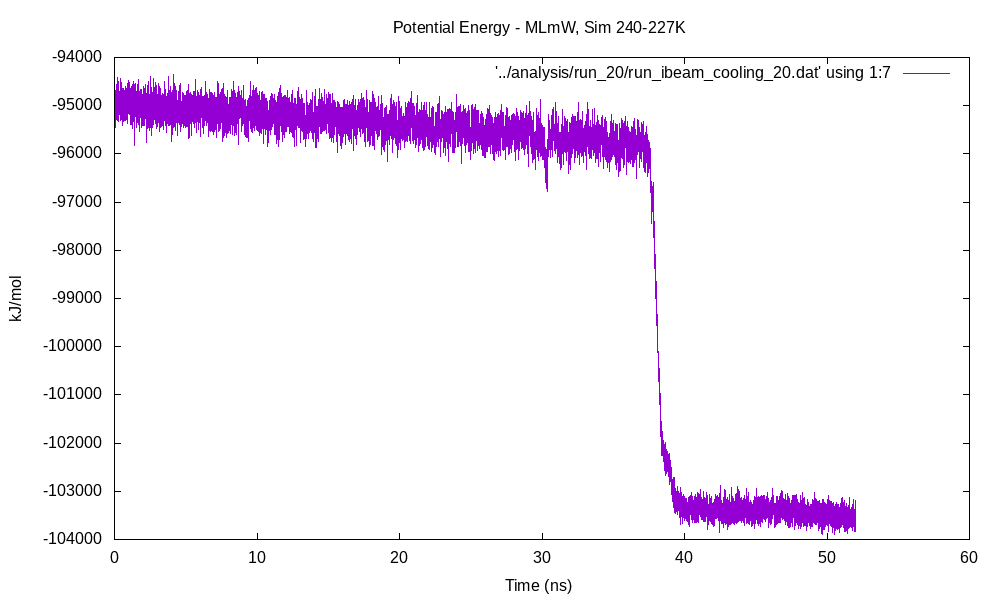 Potential Energy - MLmW, Sim 240-227K
'../analysis/run_20/run_ibeam_cooling_20.dat' using 1:7
-94000
-95000
-96000
-97000
-98000
-99000
-100000
-101000
-102000
-103000
-104000
kJ/mol
0 10 20 30 40 50 60
Time (ns)